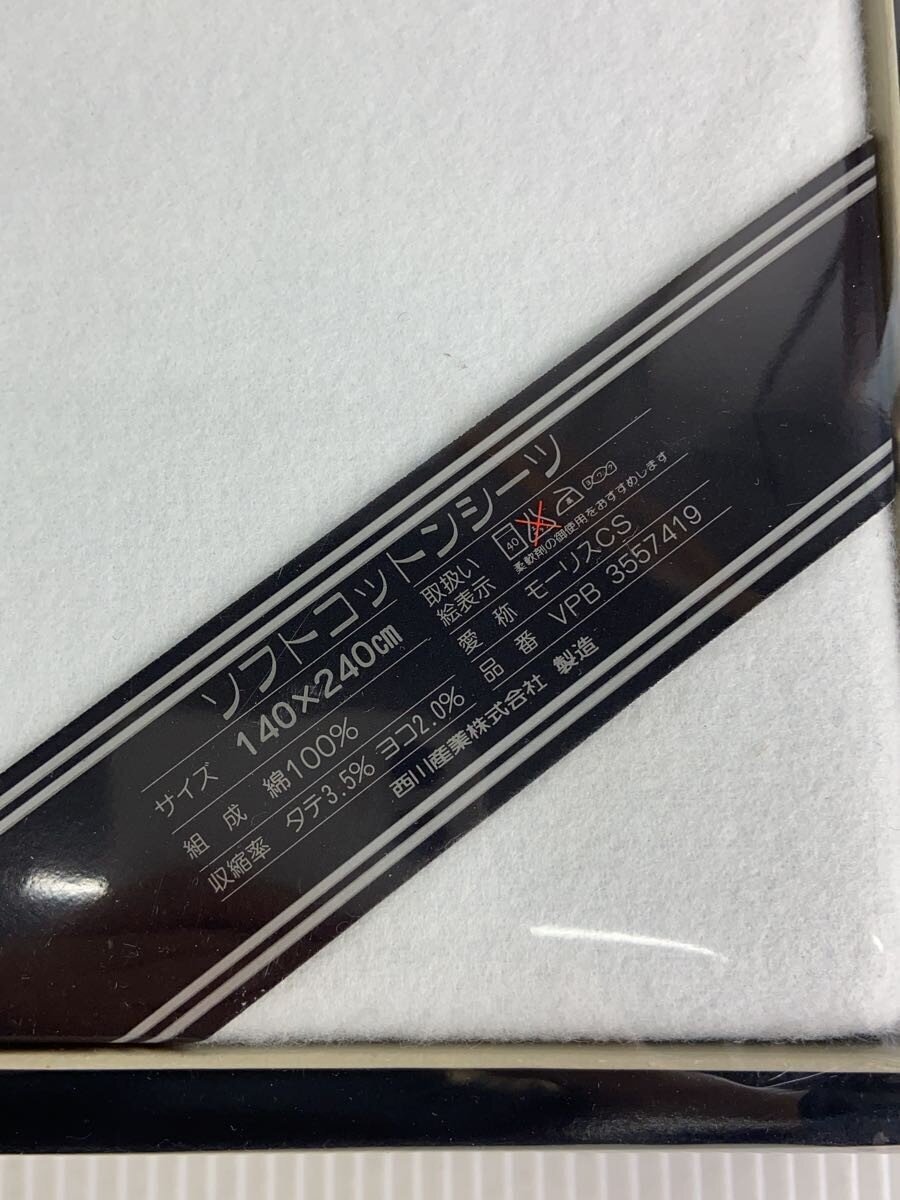 ソフトコットンシーツ
サイズ 140×240cm
組成 綿100%
収縮率 タテ3.5% ヨコ2.0%
取扱い
絵表示
40
柔軟剤の御使用をおすすめします
愛称 モーリスCS
品番 VPB 3557419
西川産業株式会社 製造